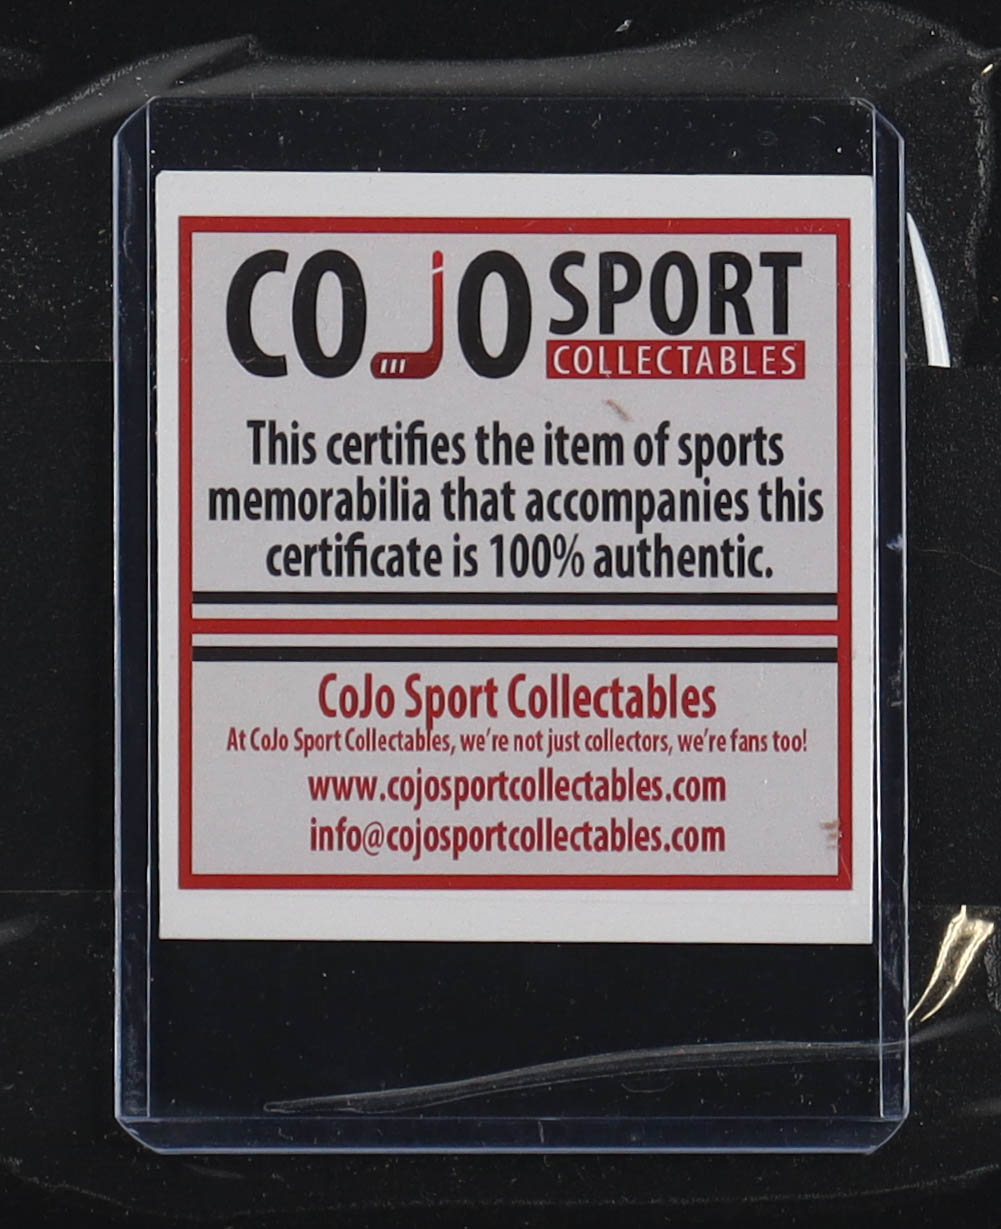 COJO SPORT
COLLECTABLES
This certifies the item of sports
memorabilia that accompanies this
certificate is 100% authentic.
CoJo Sport Collectables
At CoJo Sport Collectables, we're not just collectors, we're fans too!
www.cojosportcollectables.com
info@cojosportcollectables.com